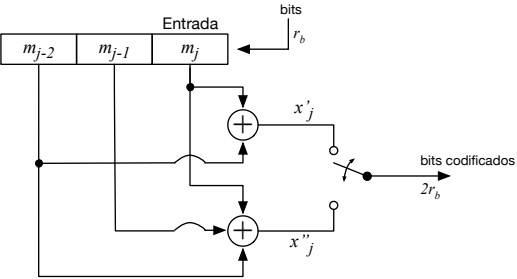 bits
Entrada
r_b
m_{j-2} m_{j-1} m_j
+
x'_j
bits codificados
2r_b
+
x''_j